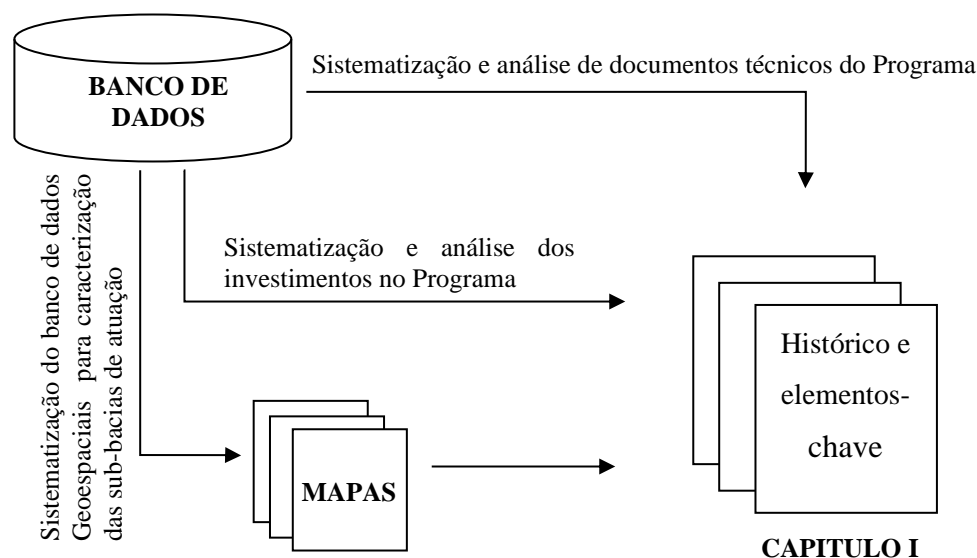 BANCO DE
DADOS
Sistematização e análise de documentos técnicos do Programa
Sistematização do banco de dados
Geoespaciais para caracterização
das sub-bacias de atuação
Sistematização e análise dos
investimentos no Programa
Histórico e
elementos-
chave
MAPAS
CAPITULO I